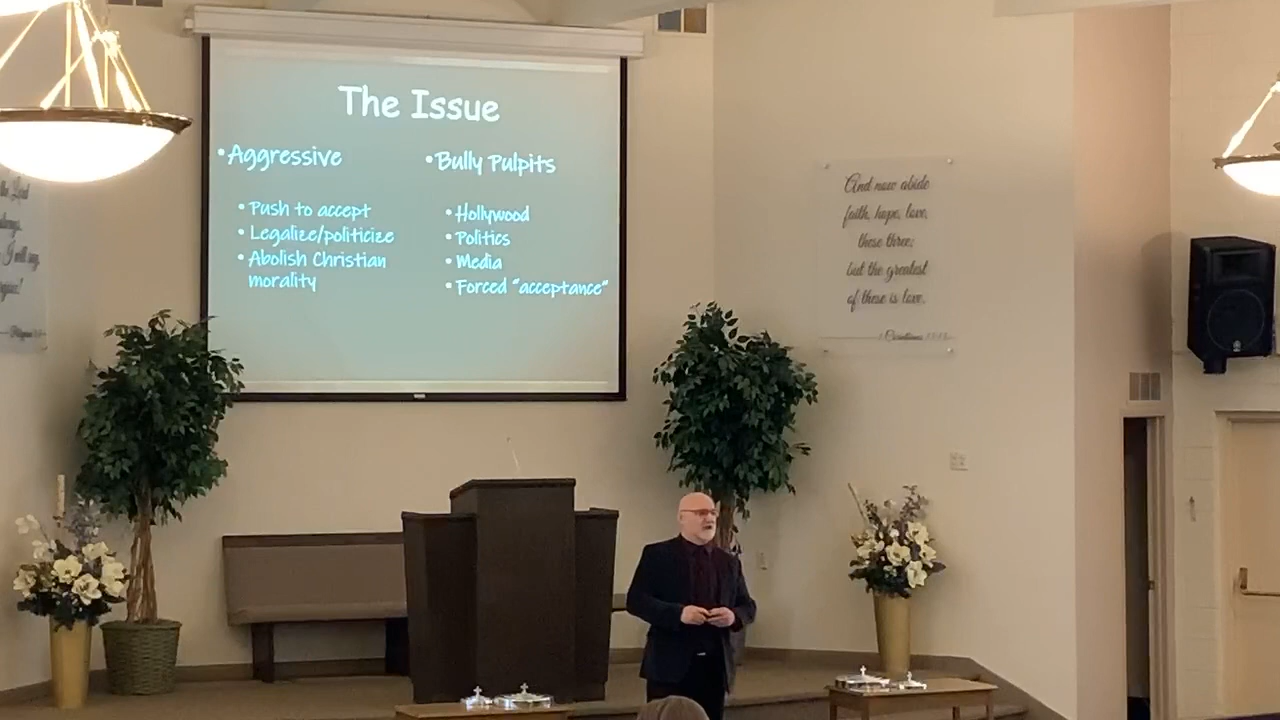 The Issue
• Aggressive
• Push to accept
• Legalize/politicize
• Abolish Christian
morality
• Bully Pulpits
• Hollywood
• Politics
• Media
• Forced "acceptance"
And now abide
faith, hope, love,
these three;
but the greatest
of these is love.